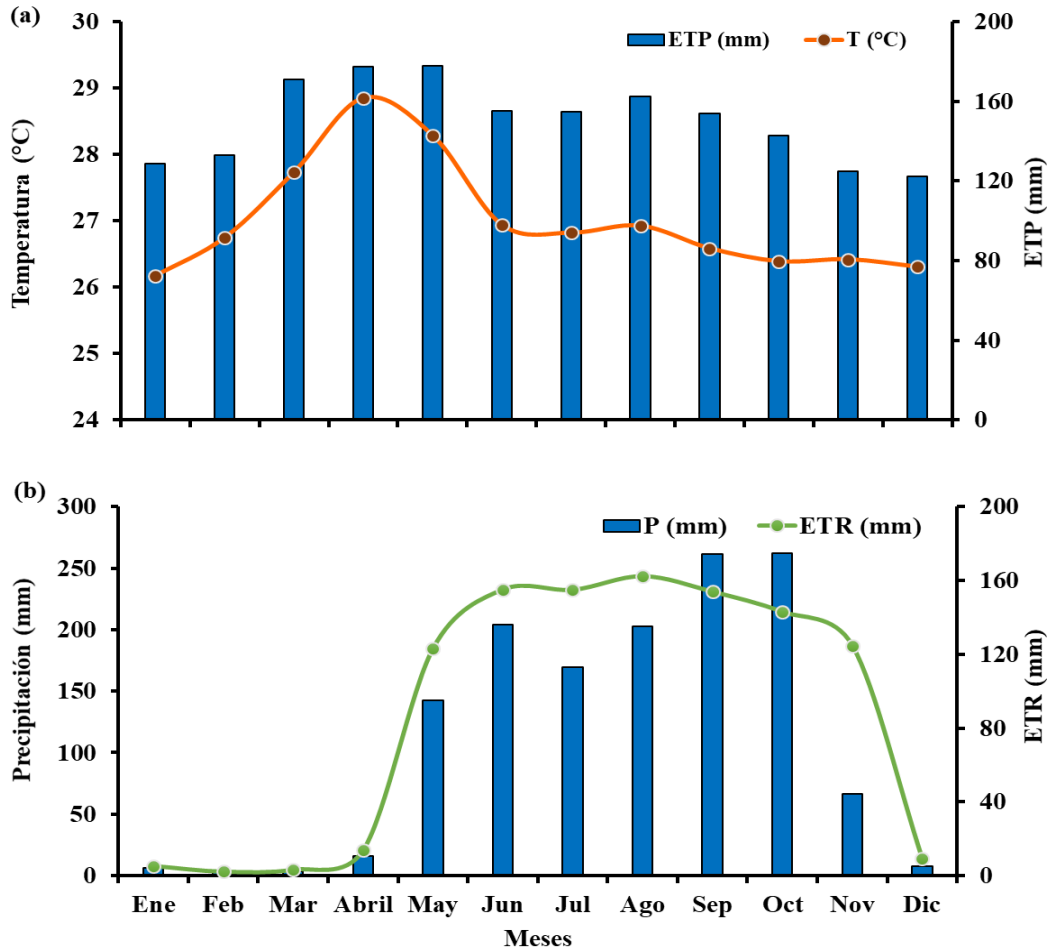 (a)
ETP (mm) T (°C)
Temperatura (°C)
30
29
28
27
26
25
24
200
160
120
80
40
0
ETP (mm)
(b)
P (mm) ETR (mm)
Precipitación (mm)
300
250
200
150
100
50
0
200
160
120
80
40
0
ETR (mm)
Ene Feb Mar Abril May Jun Jul Ago Sep Oct Nov Dic
Meses